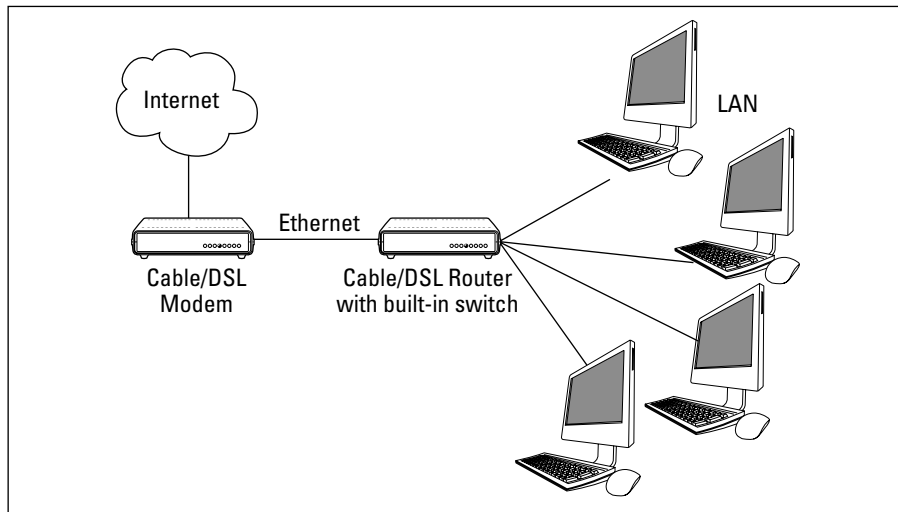 Internet
LAN
Ethernet
Cable/DSL
Modem
Cable/DSL Router
with built-in switch